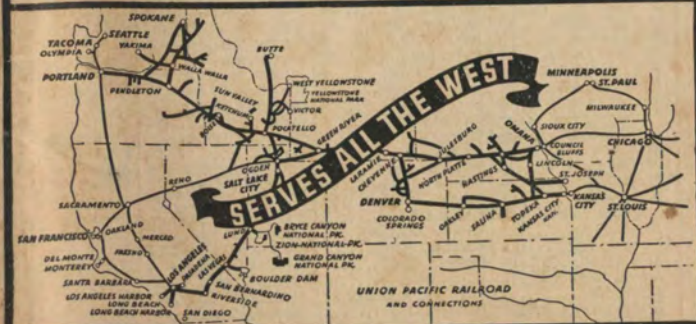 SPOKANE
SEATTLE
TACOMA
OLYMPIA
YAKIMA
WALLA WALLA
PORTLAND
PENDLETON
BUTTE
SUN VALLEY
KETCHUM
BOISE
WEST YELLOWSTONE
YELLOWSTONE
NATIONAL PARK
VICTOR
POCATELLO
GREEN RIVER
SERVES ALL THE WEST
MINNEAPOLIS
ST. PAUL
MILWAUKEE
SIOUX CITY
CHICAGO
OMAHA
COUNCIL
BLUFFS
LINCOLN
JULESBURG
LARAMIE
CHEYENNE
NORTH PLATTE
HASTINGS
ST. JOSEPH
KANSAS
CITY
ST. LOUIS
OGDEN
SALT LAKE
CITY
RENO
DENVER
COLORADO
SPRINGS
OAKLEY
SALINA
TOPEKA
KANSAS CITY
KAN.
SACRAMENTO
SAN FRANCISCO
OAKLAND
MERCED
FRESNO
DEL MONTE
MONTEREY
LUND
BRYCE CANYON
NATIONAL PK.
ZION-NATIONAL-PK.
GRAND CANYON
NATIONAL PK.
LOS ANGELES
PASADENA
LAS VEGAS
BOULDER DAM
SANTA BARBARA
LOS ANGELES HARBOR
LONG BEACH
LONG BEACH HARBOR
SAN BERNARDINO
RIVERSIDE
SAN DIEGO
UNION PACIFIC RAILROAD
AND CONNECTIONS